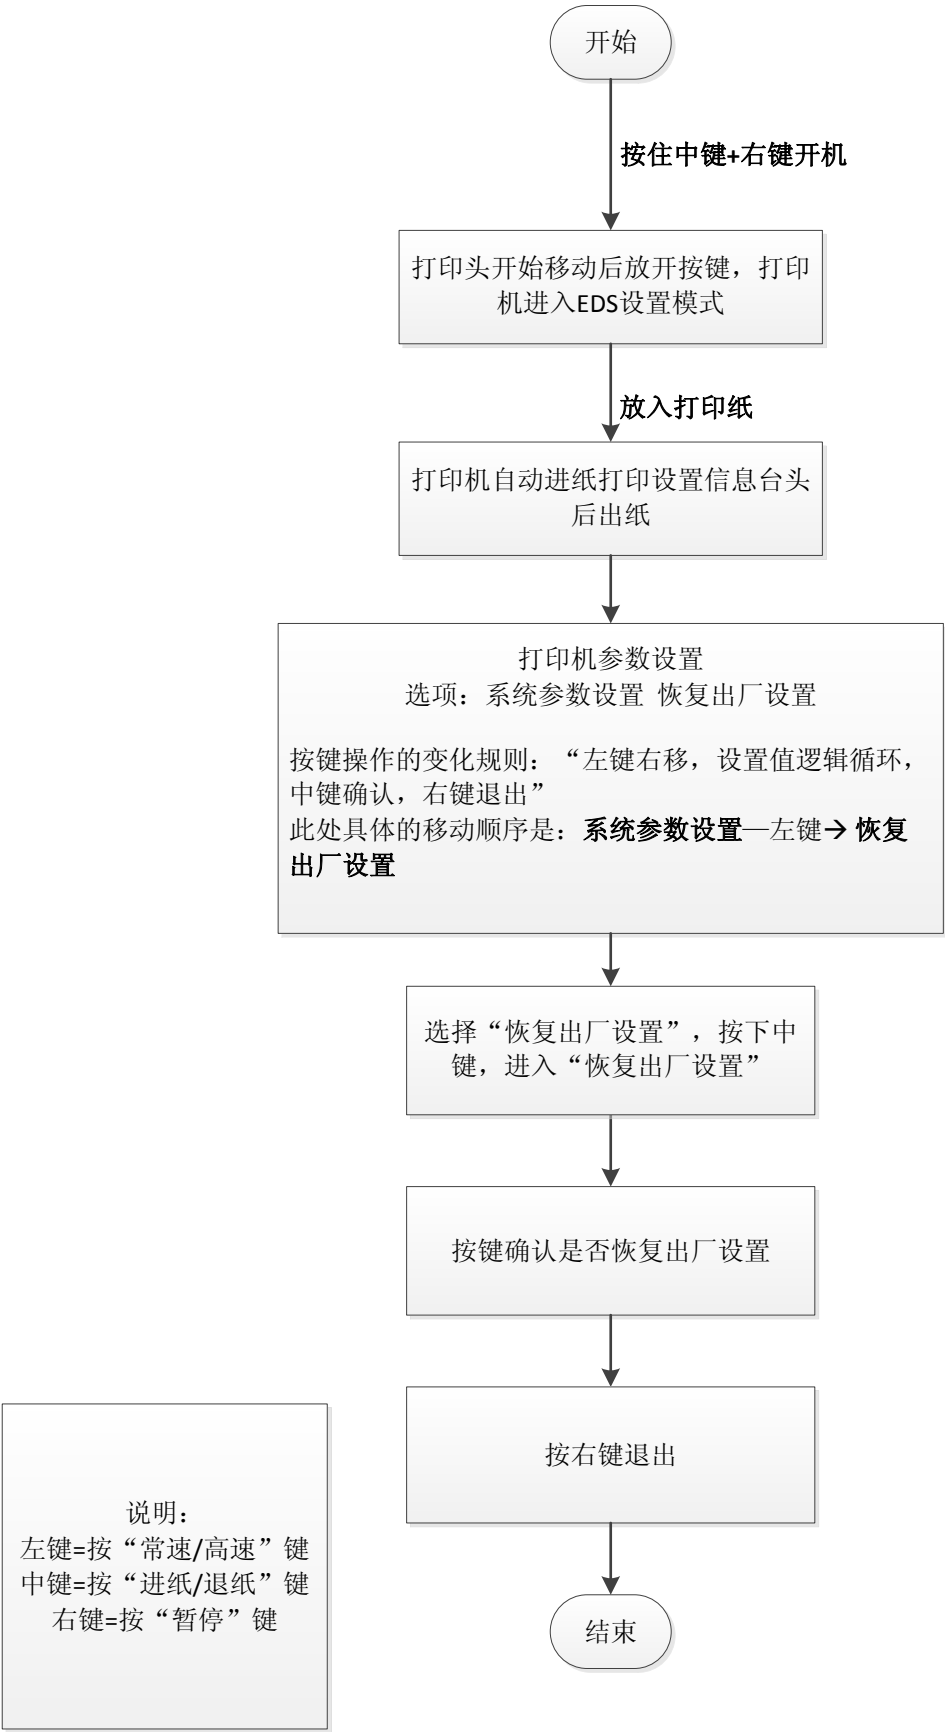 开始
按住中键+右键开机
打印头开始移动后放开按键，打印
机进入EDS设置模式
放入打印纸
打印机自动进纸打印设置信息台头
后出纸
打印机参数设置
选项：系统参数设置 恢复出厂设置
按键操作的变化规则：“左键右移，设置值逻辑循环，
中键确认，右键退出”
此处具体的移动顺序是：系统参数设置—左键→ 恢复
出厂设置
选择“恢复出厂设置”，按下中
键，进入“恢复出厂设置”
按键确认是否恢复出厂设置
按右键退出
结束
说明：
左键=按“常速/高速”键
中键=按“进纸/退纸”键
右键=按“暂停”键